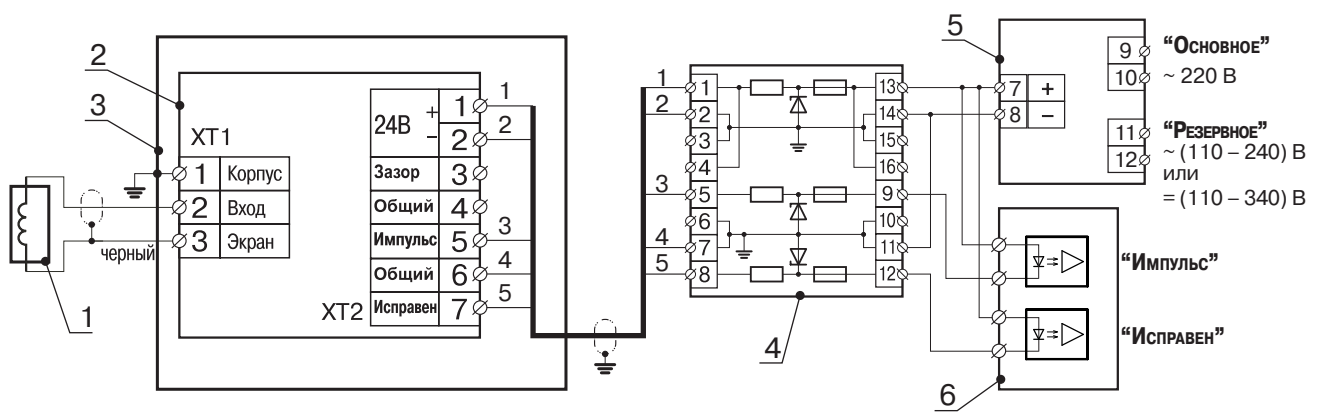 1
2
3
4
5
6
ХТ1
1 Корпус
2 Вход
3 Экран
черный
ХТ2
24В + 1
− 2
Зазор 3
Общий 4
Импульс 5
Общий 6
Исправен 7
1
2
3
4
5
1
2
3
4
5
1
2
3
4
5
6
7
8
13
14
15
16
9
10
11
12
7 +
8 −
9
10
11
12
“Основное”
~ 220 В
“Резервное”
~ (110 – 240) В
или
= (110 – 340) В
“Импульс”
“Исправен”